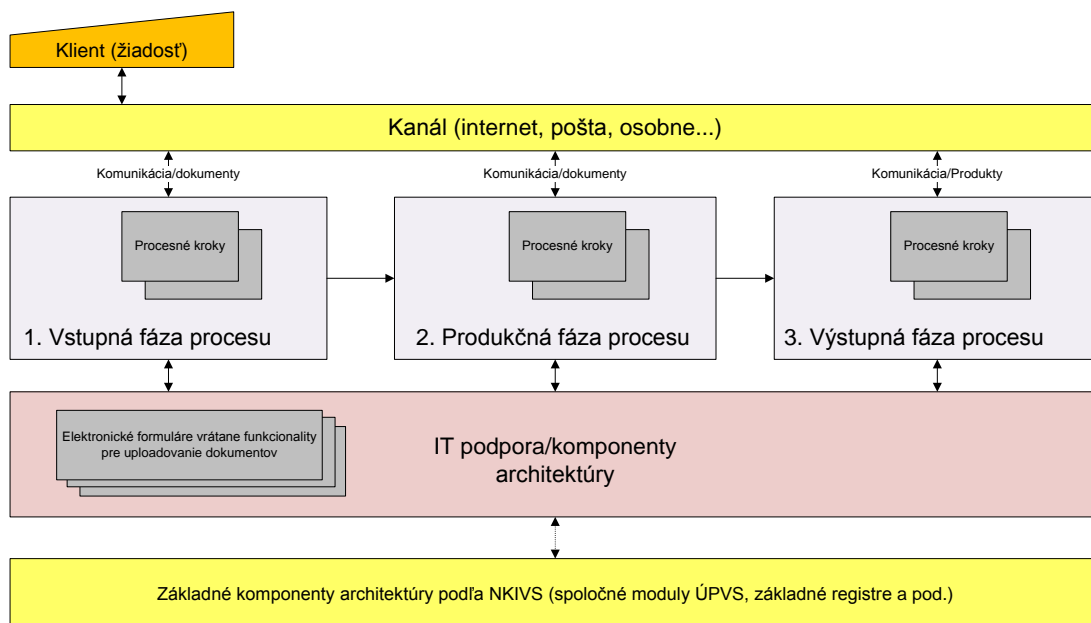 Klient (žiadosť)
Kanál (internet, pošta, osobne...)
Komunikácia/dokumenty
Komunikácia/dokumenty
Komunikácia/Produkty
Procesné kroky
Procesné kroky
Procesné kroky
1. Vstupná fáza procesu
2. Produkčná fáza procesu
3. Výstupná fáza procesu
Elektronické formuláre vrátane funkcionality
pre uploadovanie dokumentov
IT podpora/komponenty
architektúry
Základné komponenty architektúry podľa NKIVS (spoločné moduly ÚPVS, základné registre a pod.)